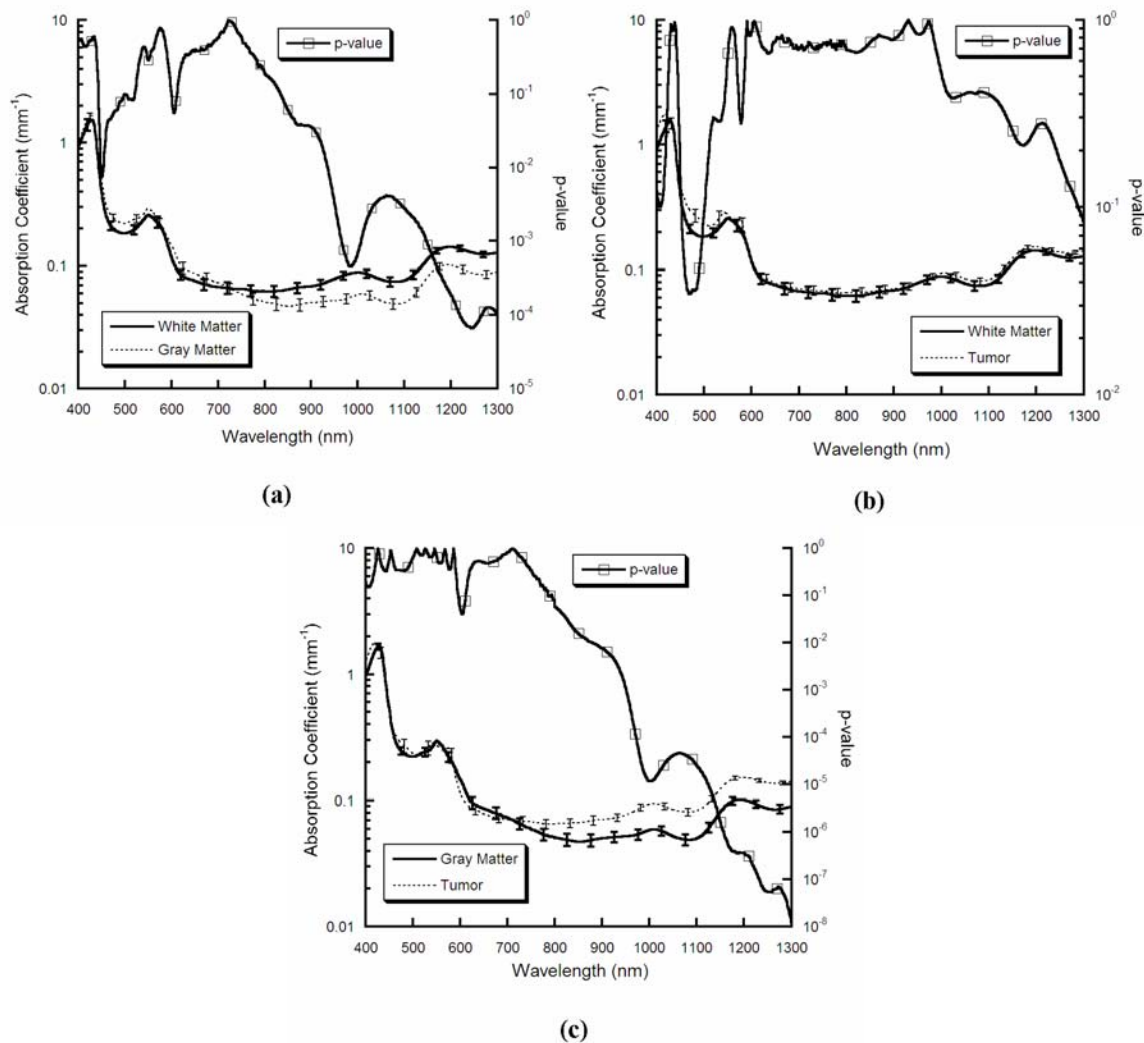 10
1
0.1
0.01
Absorption Coefficient (mm⁻¹)
p-value
White Matter
Gray Matter
10⁰
10⁻¹
10⁻²
10⁻³
10⁻⁴
10⁻⁵
p-value
400 500 600 700 800 900 1000 1100 1200 1300
Wavelength (nm)
(a)
10
1
0.1
0.01
Absorption Coefficient (mm⁻¹)
p-value
White Matter
Tumor
10⁰
10⁻¹
10⁻²
p-value
400 500 600 700 800 900 1000 1100 1200 1300
Wavelength (nm)
(b)
10
1
0.1
0.01
Absorption Coefficient (mm⁻¹)
p-value
Gray Matter
Tumor
10⁰
10⁻¹
10⁻²
10⁻³
10⁻⁴
10⁻⁵
10⁻⁶
10⁻⁷
10⁻⁸
p-value
400 500 600 700 800 900 1000 1100 1200 1300
Wavelength (nm)
(c)